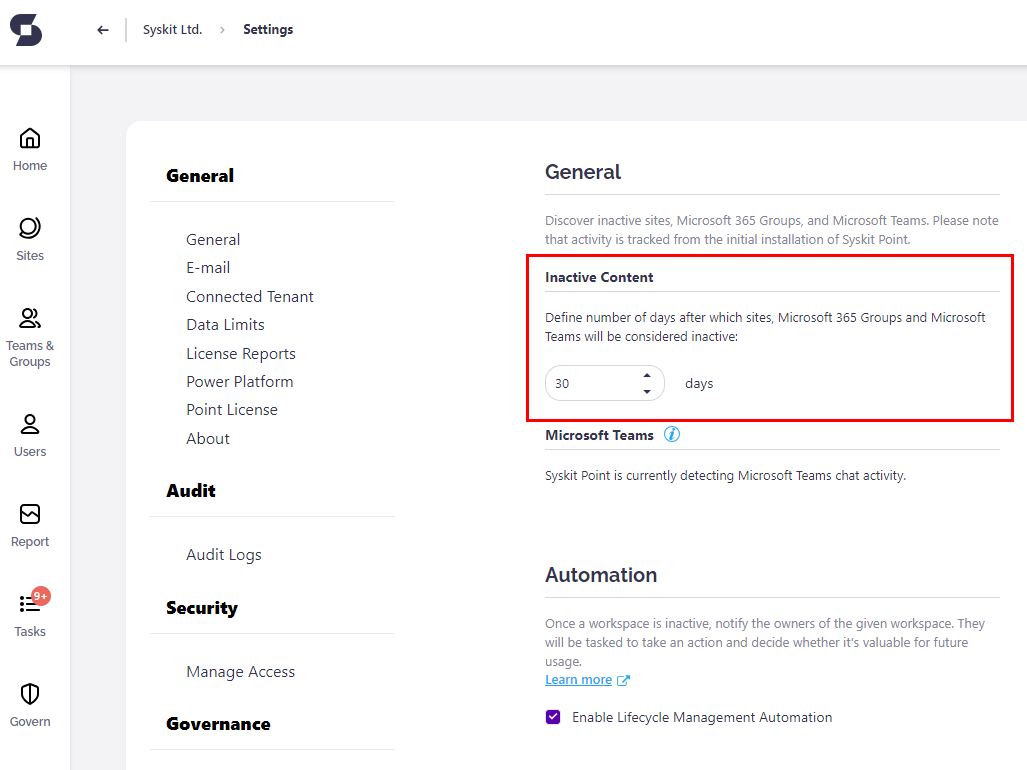 Syskit Ltd. > Settings
Home
Sites
Teams &
Groups
Users
Report
9+
Tasks
Govern
General
General
E-mail
Connected Tenant
Data Limits
License Reports
Power Platform
Point License
About
Audit
Audit Logs
Security
Manage Access
Governance
General
Discover inactive sites, Microsoft 365 Groups, and Microsoft Teams. Please note
that activity is tracked from the initial installation of Syskit Point.
Inactive Content
Define number of days after which sites, Microsoft 365 Groups and Microsoft
Teams will be considered inactive:
30 days
Microsoft Teams i
Syskit Point is currently detecting Microsoft Teams chat activity.
Automation
Once a workspace is inactive, notify the owners of the given workspace. They
will be tasked to take an action and decide whether it's valuable for future
usage.
Learn more
Enable Lifecycle Management Automation